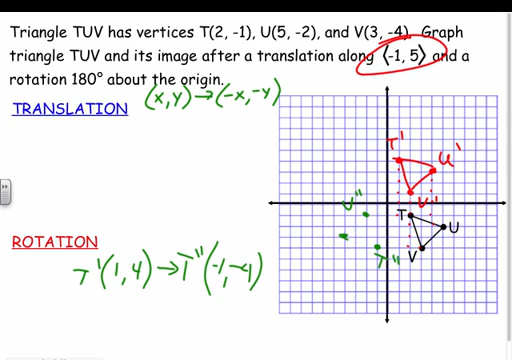 Triangle TUV has vertices T(2, -1), U(5, -2), and V(3, -4). Graph
triangle TUV and its image after a translation along ⟨-1, 5⟩ and a
rotation 180° about the origin.
(x,y)→(-x,-y)
TRANSLATION
T'
U'
V'
V"
T
U
ROTATION
T'(1,4)→T"(-1,-4)
T"
V